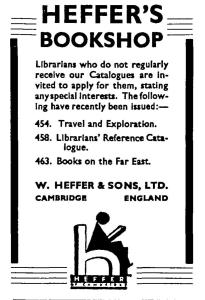 HEFFER'S
BOOKSHOP
Librarians who do not regularly
receive our Catalogues are in-
vited to apply for them, stating
any special interests. The follow-
ing have recently been issued:—
454. Travel and Exploration.
458. Librarians' Reference Cata-
logue.
463. Books on the Far East.
W. HEFFER & SONS, LTD.
CAMBRIDGE ENGLAND
HEFFER
OF CAMBRIDGE